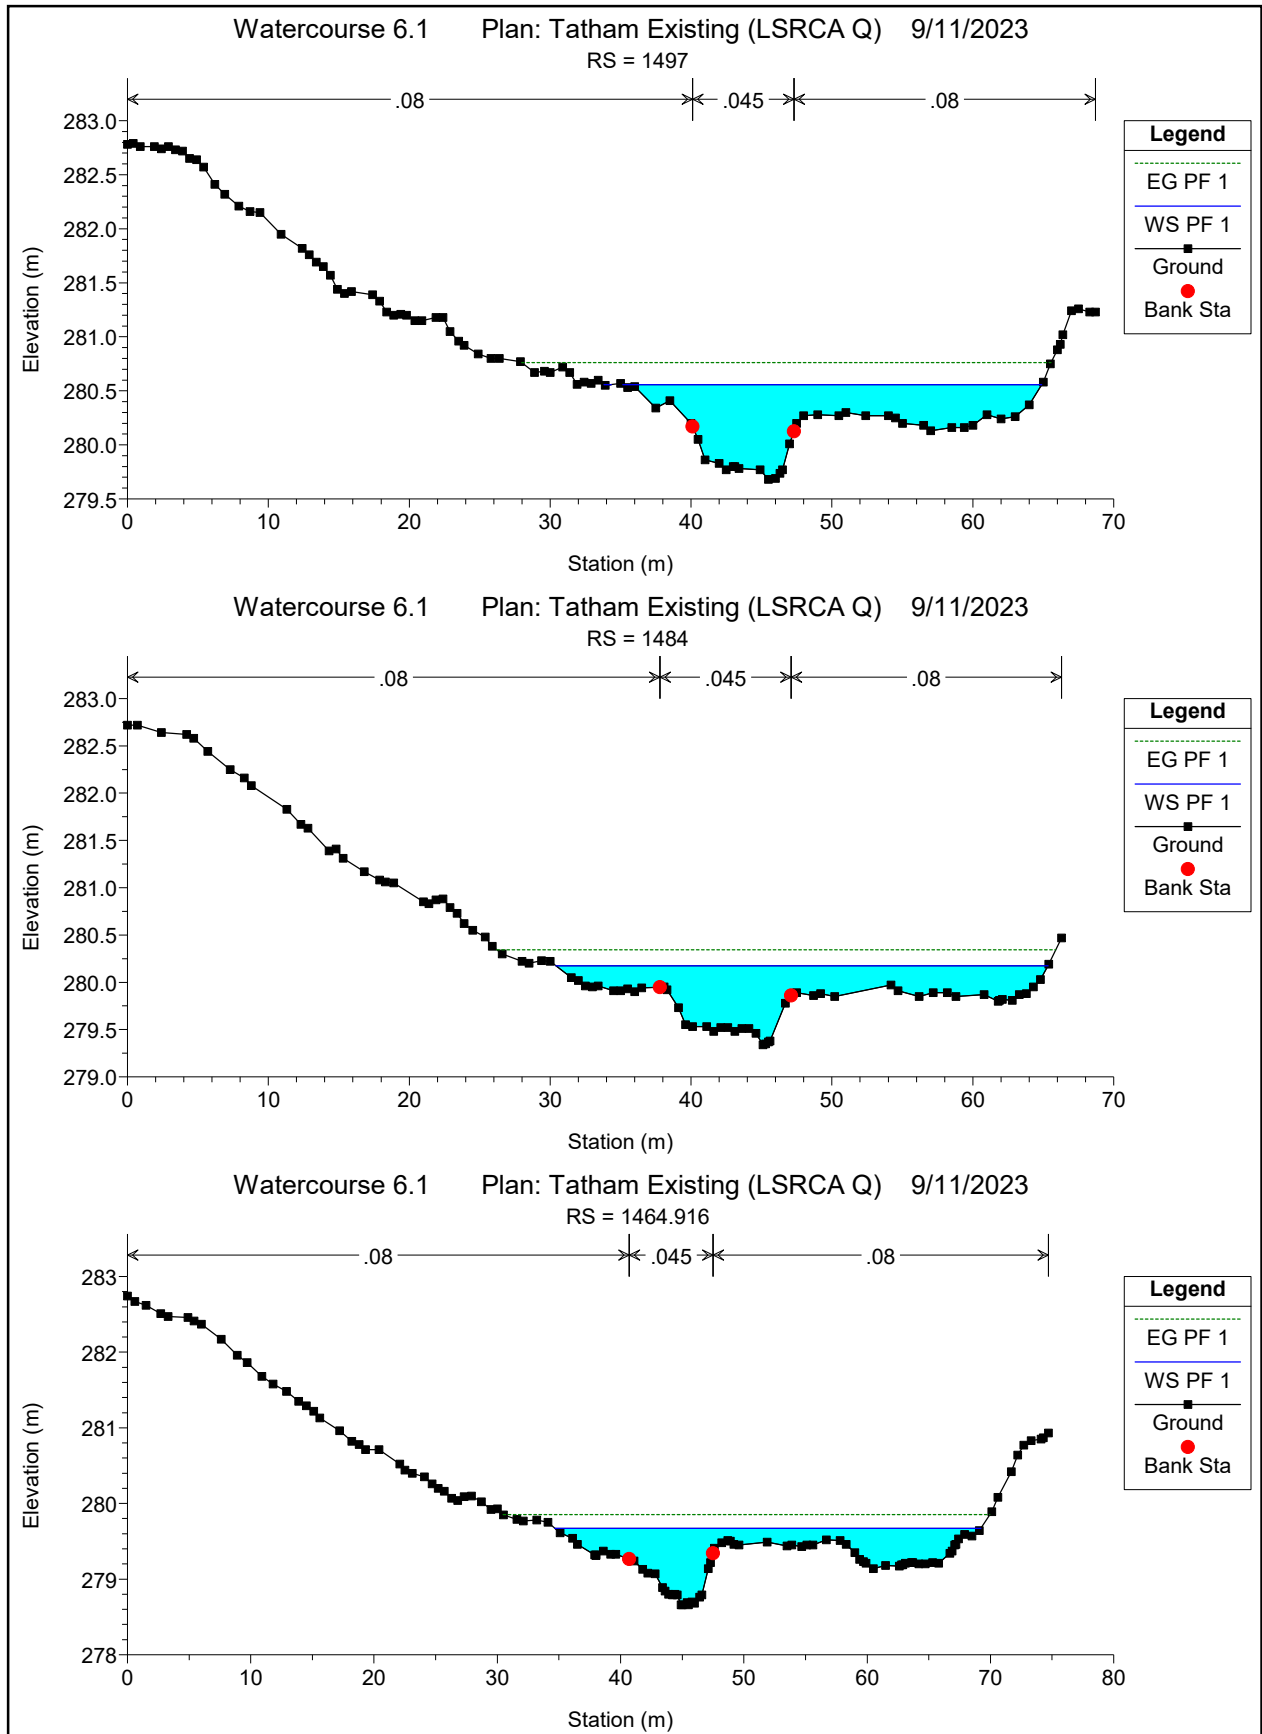 Watercourse 6.1 Plan: Tatham Existing (LSRCA Q) 9/11/2023
RS = 1497
.08 .045 .08
283.0
282.5
282.0
281.5
281.0
280.5
280.0
279.5
Elevation (m)
0 10 20 30 40 50 60 70
Station (m)
Legend
EG PF 1
WS PF 1
Ground
Bank Sta
Watercourse 6.1 Plan: Tatham Existing (LSRCA Q) 9/11/2023
RS = 1484
.08 .045 .08
283.0
282.5
282.0
281.5
281.0
280.5
280.0
279.5
279.0
Elevation (m)
0 10 20 30 40 50 60 70
Station (m)
Legend
EG PF 1
WS PF 1
Ground
Bank Sta
Watercourse 6.1 Plan: Tatham Existing (LSRCA Q) 9/11/2023
RS = 1464.916
.08 .045 .08
283
282
281
280
279
278
Elevation (m)
0 10 20 30 40 50 60 70 80
Station (m)
Legend
EG PF 1
WS PF 1
Ground
Bank Sta